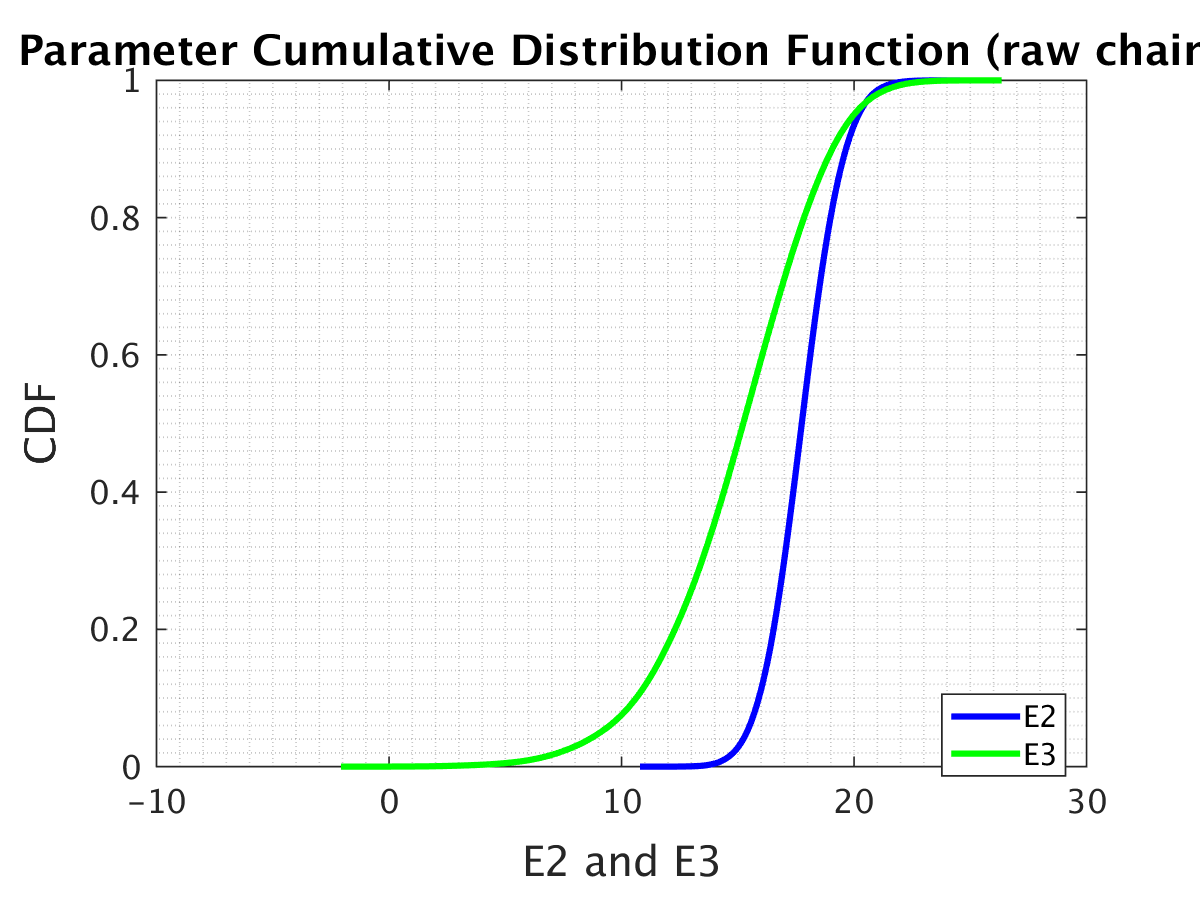 Parameter Cumulative Distribution Function (raw chain
1
0.8
0.6
0.4
0.2
0
-10
0
10
20
30
CDF
E2 and E3
E2
E3